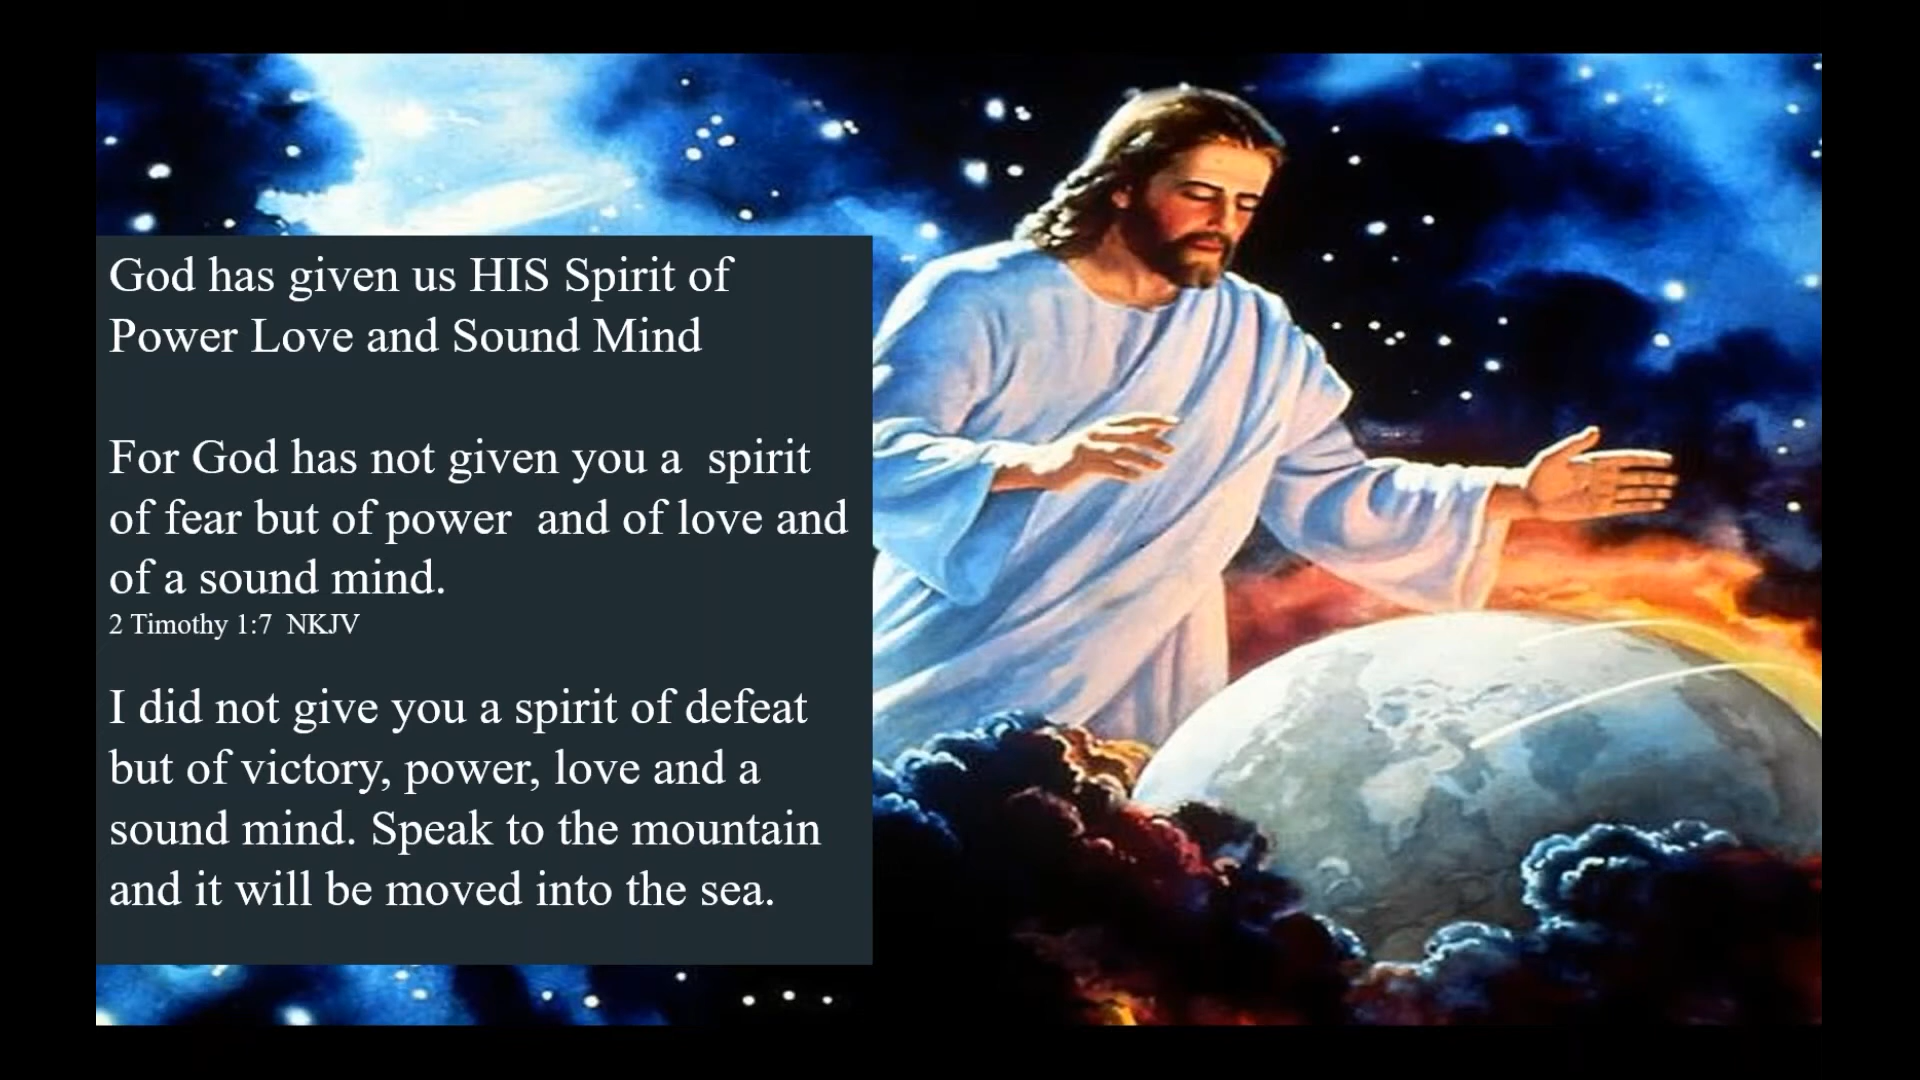 God has given us HIS Spirit of
Power Love and Sound Mind
For God has not given you a  spirit
of fear but of power  and of love and
of a sound mind.
2 Timothy 1:7  NKJV
I did not give you a spirit of defeat
but of victory, power, love and a
sound mind. Speak to the mountain
and it will be moved into the sea.